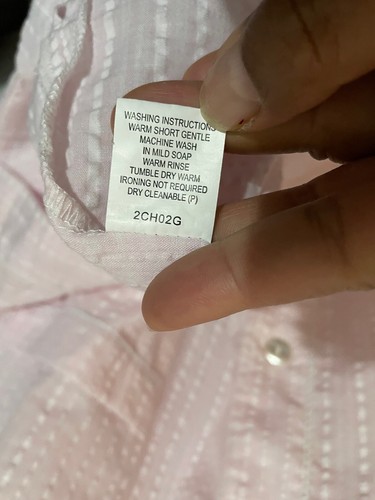 WASHING INSTRUCTIONS
WARM SHORT GENTLE
MACHINE WASH
IN MILD SOAP
WARM RINSE
TUMBLE DRY WARM
IRONING NOT REQUIRED
DRY CLEANABLE (P)
2CH02G